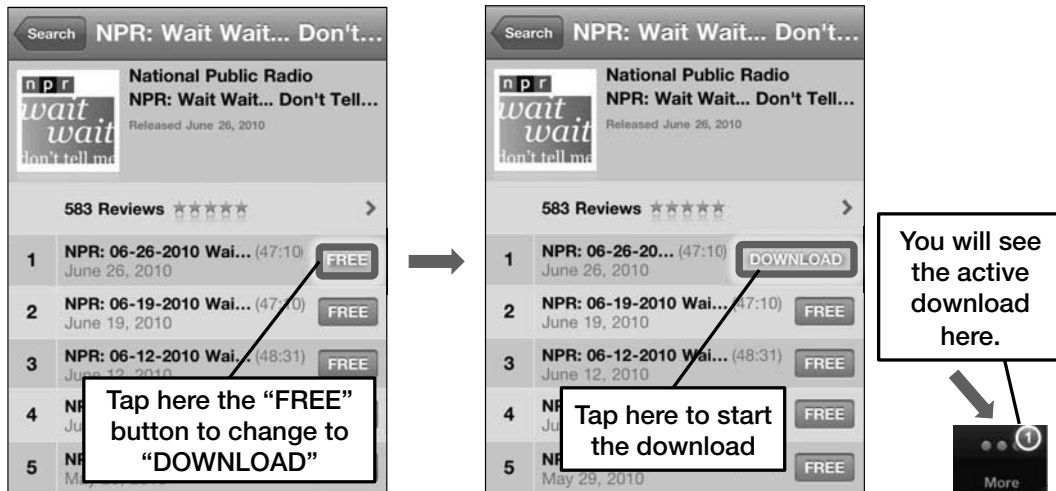 Search NPR: Wait Wait... Don't...
npr
wait
wait
don't tell me
National Public Radio
NPR: Wait Wait... Don't Tell...
Released June 26, 2010
583 Reviews
1 NPR: 06-26-2010 Wai... (47:10) FREE
June 26, 2010
2 NPR: 06-19-2010 Wai... (47:10) FREE
June 19, 2010
3 NPR: 06-12-2010 Wai... (48:31) FREE
June 12, 2010
4
5
Tap here the “FREE”
button to change to
“DOWNLOAD”
Search NPR: Wait Wait... Don't...
npr
wait
wait
don't tell me
National Public Radio
NPR: Wait Wait... Don't Tell...
Released June 26, 2010
583 Reviews
1 NPR: 06-26-20... (47:10) DOWNLOAD
June 26, 2010
2 NPR: 06-19-2010 Wai... (47:10) FREE
June 19, 2010
3 NPR: 06-12-2010 Wai... (48:31) FREE
June 12, 2010
4 FREE
5 FREE
May 29, 2010
Tap here to start
the download
You will see
the active
download
here.
1
More